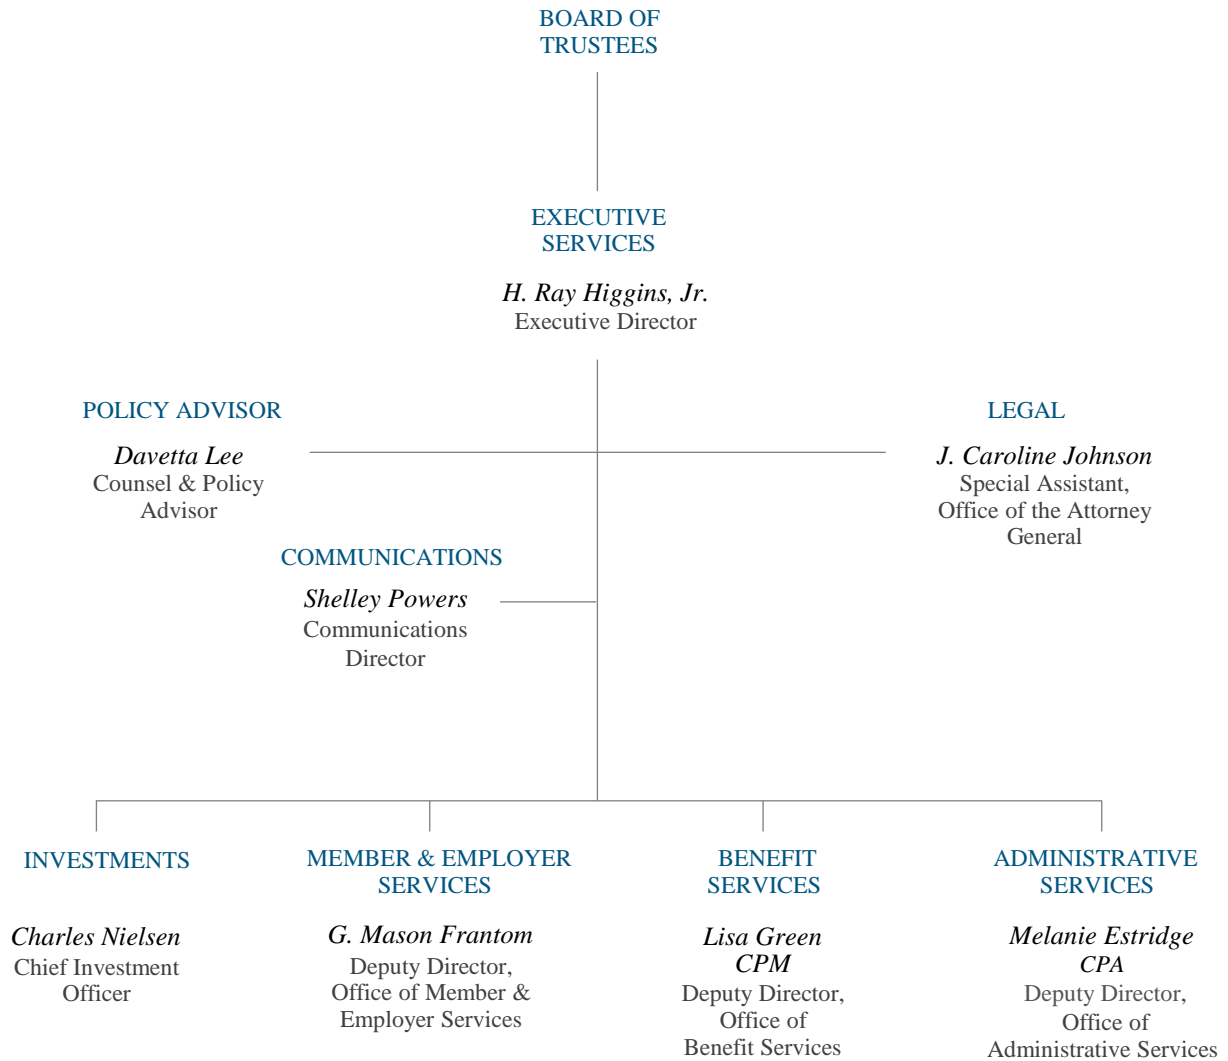 BOARD OF
TRUSTEES
EXECUTIVE
SERVICES
H. Ray Higgins, Jr.
Executive Director
POLICY ADVISOR
Davetta Lee
Counsel & Policy
Advisor
LEGAL
J. Caroline Johnson
Special Assistant,
Office of the Attorney
General
COMMUNICATIONS
Shelley Powers
Communications
Director
INVESTMENTS
Charles Nielsen
Chief Investment
Officer
MEMBER & EMPLOYER
SERVICES
G. Mason Frantom
Deputy Director,
Office of Member &
Employer Services
BENEFIT
SERVICES
Lisa Green
CPM
Deputy Director,
Office of
Benefit Services
ADMINISTRATIVE
SERVICES
Melanie Estridge
CPA
Deputy Director,
Office of
Administrative Services